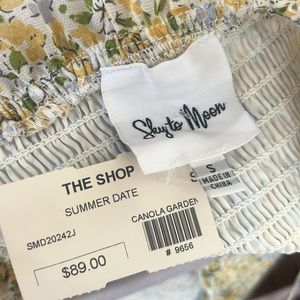 Sky to Moon
S
MADE IN
CHINA
THE SHOP
SUMMER DATE
CANOLA GARDEN
SMD20242J
$89.00
# 9656